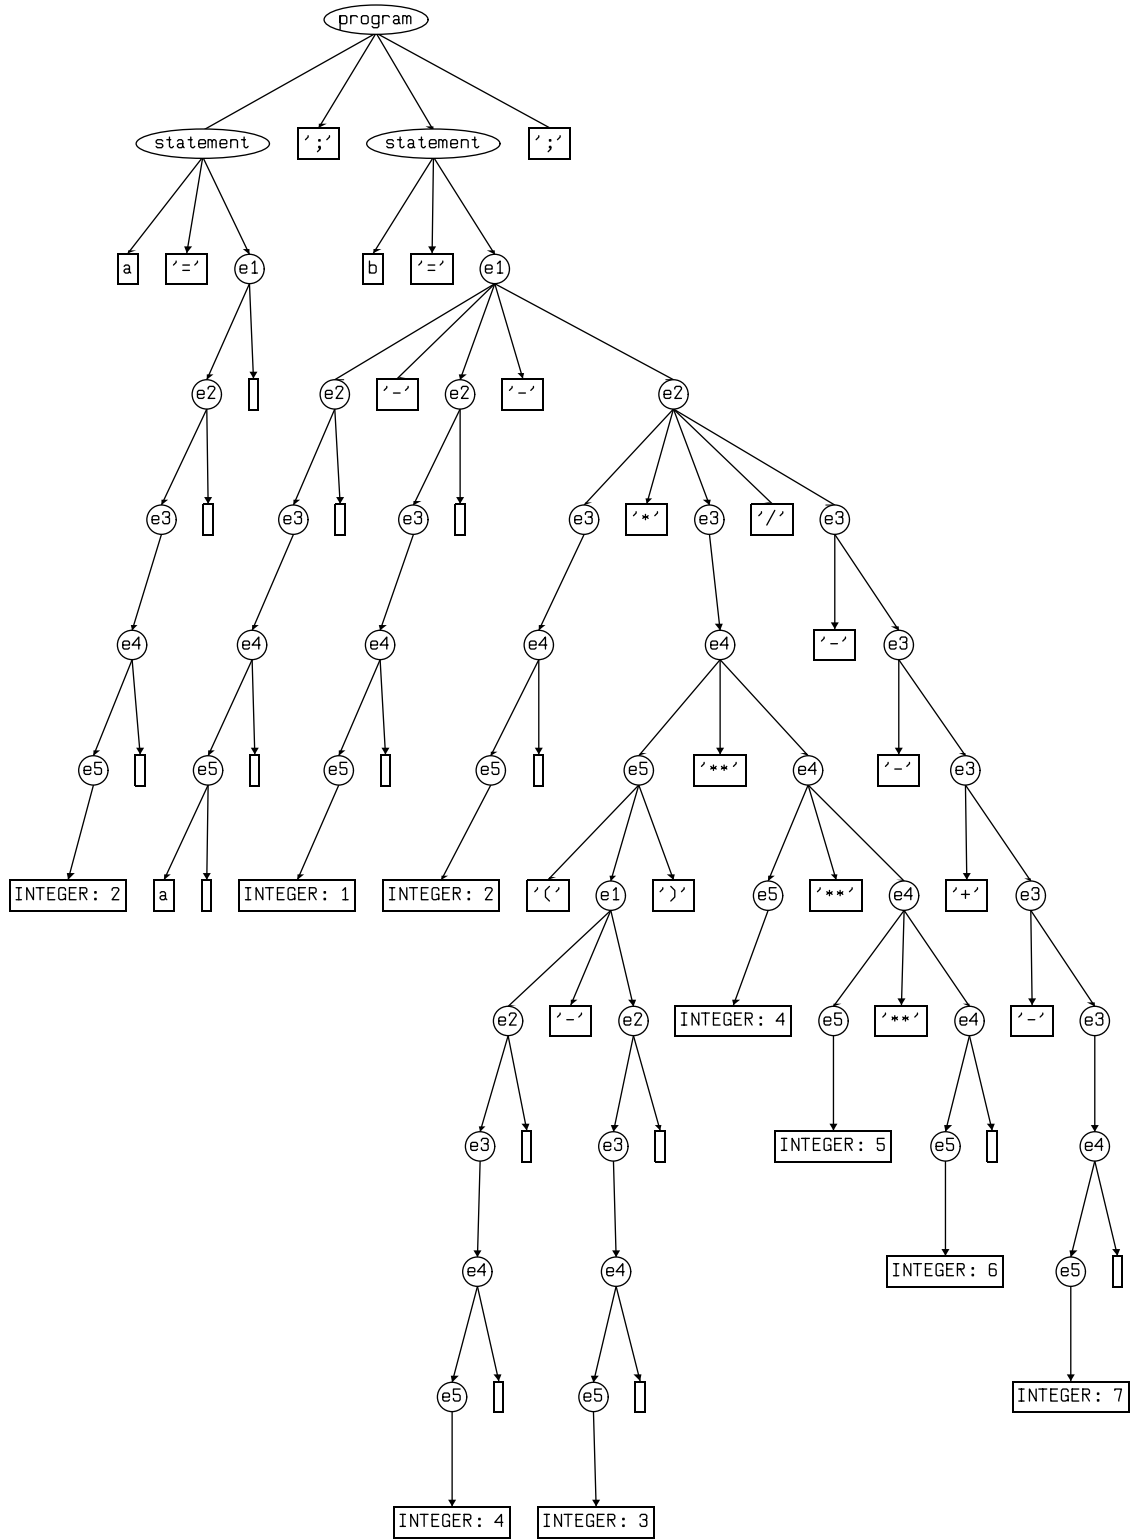 program
statement ';' statement ';'
a '=' e1 b '=' e1
e2 e2 '-' e2 '-' e2
e3 e3 e3 e3 '*' e3 '/' e3
e4 e4 e4 e4 e4 '-' e3
e5 e5 e5 e5 e5 '**' e4 '-' e3
INTEGER: 2 a INTEGER: 1 INTEGER: 2 '(' e1 ')' e5 '**' e4 '+' e3
e2 '-' e2 INTEGER: 4 e5 '**' e4 '-' e3
e3 e3 INTEGER: 5 e5 e4
e4 e4 INTEGER: 6 e5
e5 e5 INTEGER: 7
INTEGER: 4 INTEGER: 3